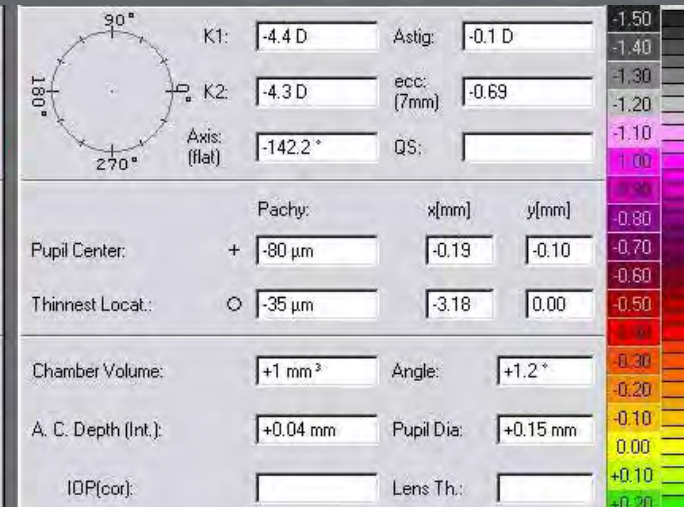 90°
180°
0°
270°
K1: -4.4 D Astig: -0.1 D
K2: -4.3 D ecc: (7mm) -0.69
Axis: (flat) -142.2 ° QS:
Pachy: x[mm] y[mm]
Pupil Center: + -80 µm -0.19 -0.10
Thinnest Locat.: O -35 µm -3.18 0.00
Chamber Volume: +1 mm³ Angle: +1.2 °
A. C. Depth (Int.): +0.04 mm Pupil Dia: +0.15 mm
IOP(cor): Lens Th.:
-1.50
-1.40
-1.30
-1.20
-1.10
-1.00
-0.90
-0.80
-0.70
-0.60
-0.50
-0.40
-0.30
-0.20
-0.10
0.00
+0.10
+0.20